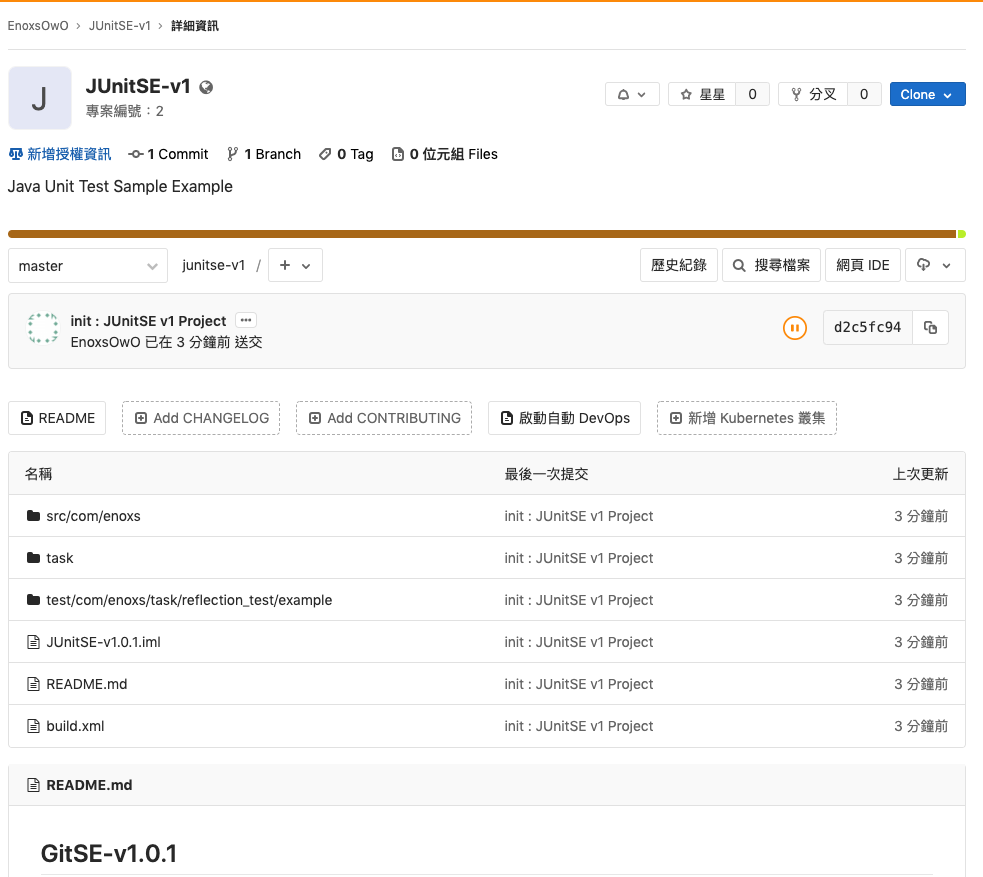 EnoxsOwO › JUnitSE-v1 › 詳細資訊
J
JUnitSE-v1
專案編號：2
星星 0
分叉 0
Clone
新增授權資訊 1 Commit 1 Branch 0 Tag 0 位元組 Files
Java Unit Test Sample Example
master junitse-v1 / + 歷史紀錄 搜尋檔案 網頁 IDE
init : JUnitSE v1 Project
EnoxsOwO 已在 3 分鐘前 送交
d2c5fc94
README Add CHANGELOG Add CONTRIBUTING 啟動自動 DevOps 新增 Kubernetes 叢集
名稱 最後一次提交 上次更新
src/com/enoxs init : JUnitSE v1 Project 3 分鐘前
task init : JUnitSE v1 Project 3 分鐘前
test/com/enoxs/task/reflection_test/example init : JUnitSE v1 Project 3 分鐘前
JUnitSE-v1.0.1.iml init : JUnitSE v1 Project 3 分鐘前
README.md init : JUnitSE v1 Project 3 分鐘前
build.xml init : JUnitSE v1 Project 3 分鐘前
README.md
GitSE-v1.0.1